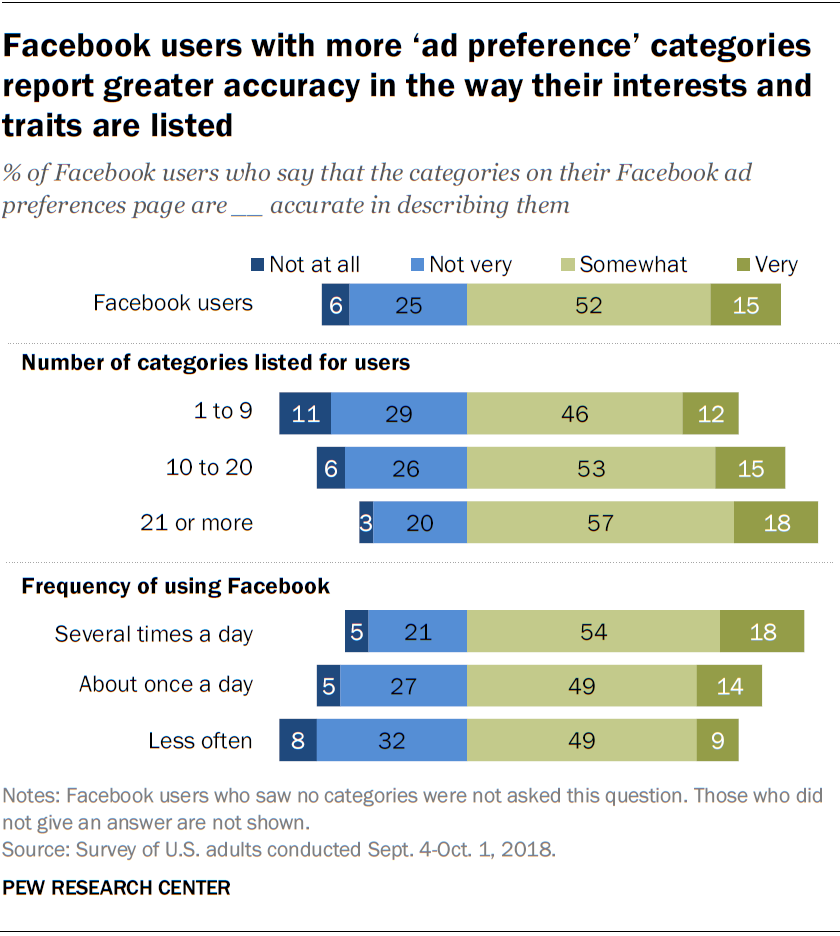 Facebook users with more ‘ad preference’ categories
report greater accuracy in the way their interests and
traits are listed
% of Facebook users who say that the categories on their Facebook ad
preferences page are __ accurate in describing them
Not at all Not very Somewhat Very
Facebook users 6 25 52 15
Number of categories listed for users
1 to 9 11 29 46 12
10 to 20 6 26 53 15
21 or more 3 20 57 18
Frequency of using Facebook
Several times a day 5 21 54 18
About once a day 5 27 49 14
Less often 8 32 49 9
Notes: Facebook users who saw no categories were not asked this question. Those who did
not give an answer are not shown.
Source: Survey of U.S. adults conducted Sept. 4-Oct. 1, 2018.
PEW RESEARCH CENTER